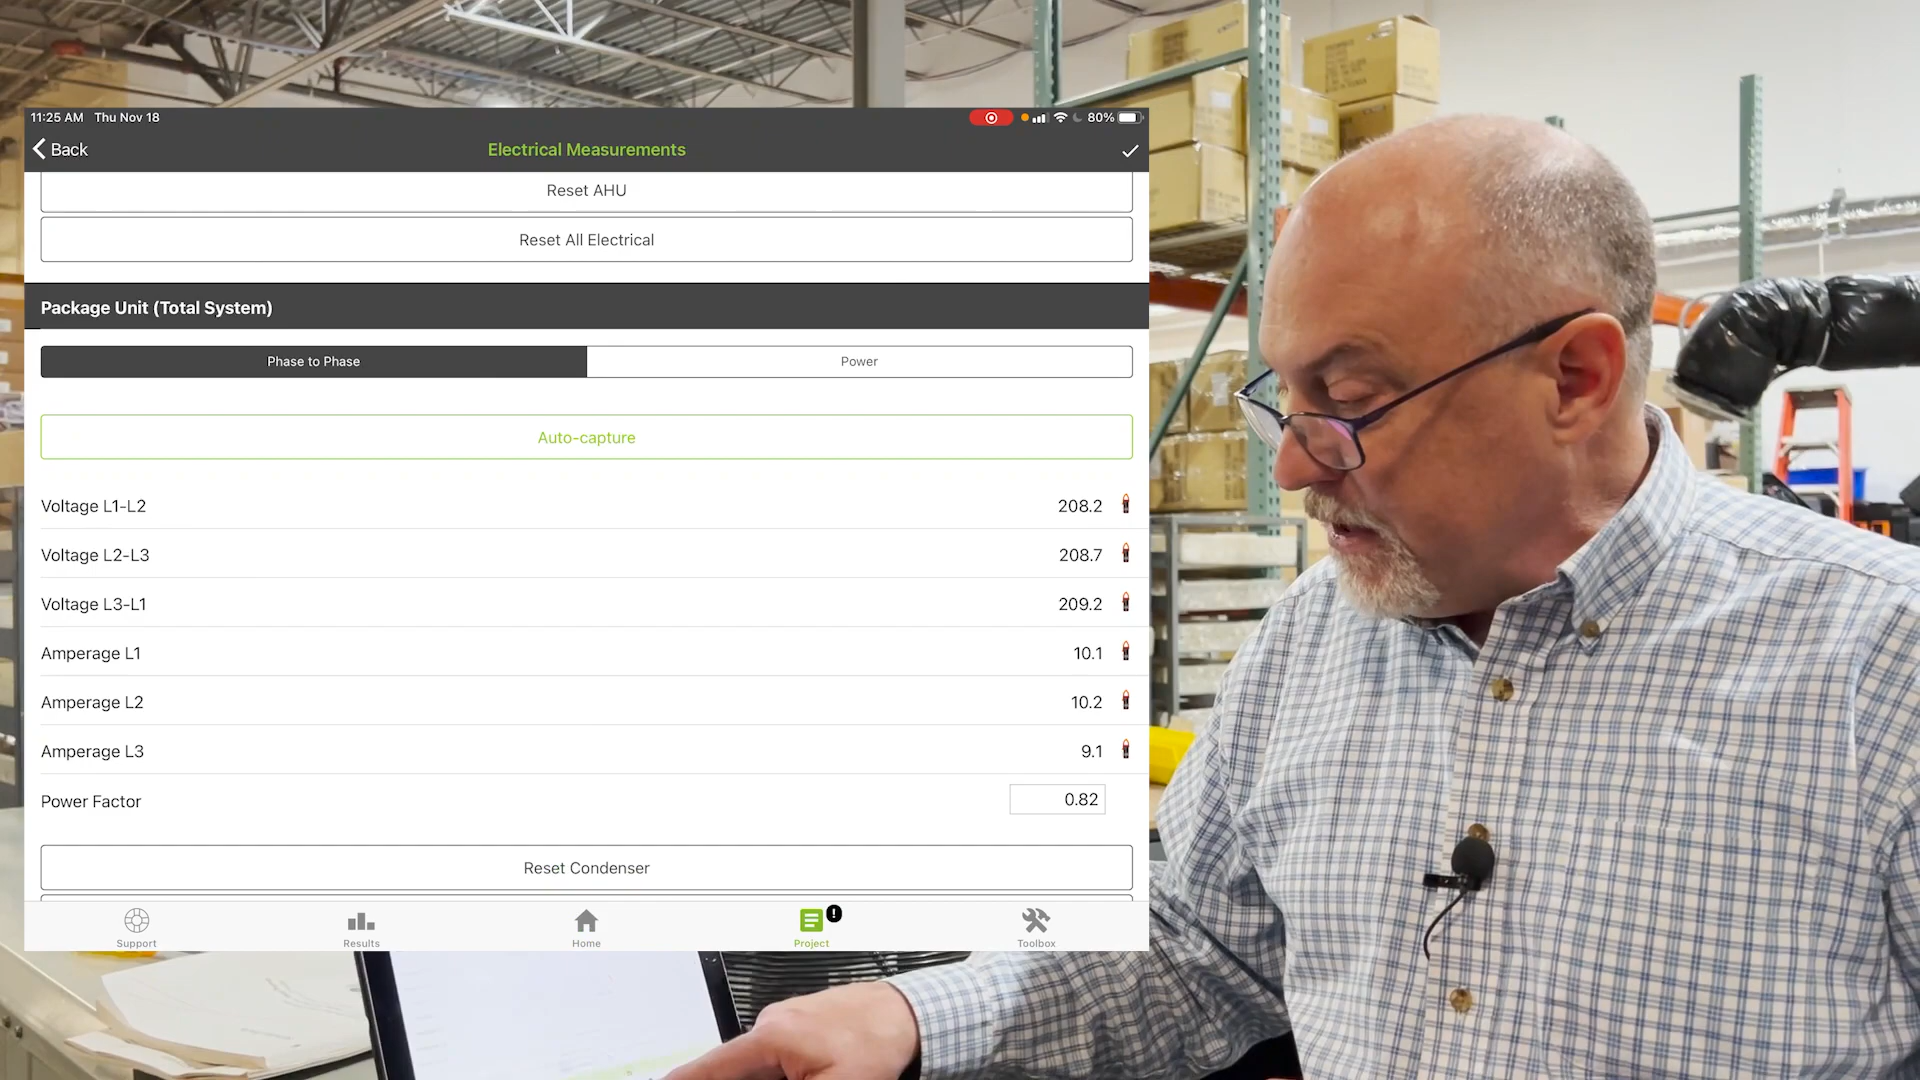 11:25 AM Thu Nov 18
80%
Back
Electrical Measurements
Reset AHU
Reset All Electrical
Package Unit (Total System)
Phase to Phase
Power
Auto-capture
Voltage L1-L2 208.2
Voltage L2-L3 208.7
Voltage L3-L1 209.2
Amperage L1 10.1
Amperage L2 10.2
Amperage L3 9.1
Power Factor 0.82
Reset Condenser
Support
Results
Home
Project
!
Toolbox